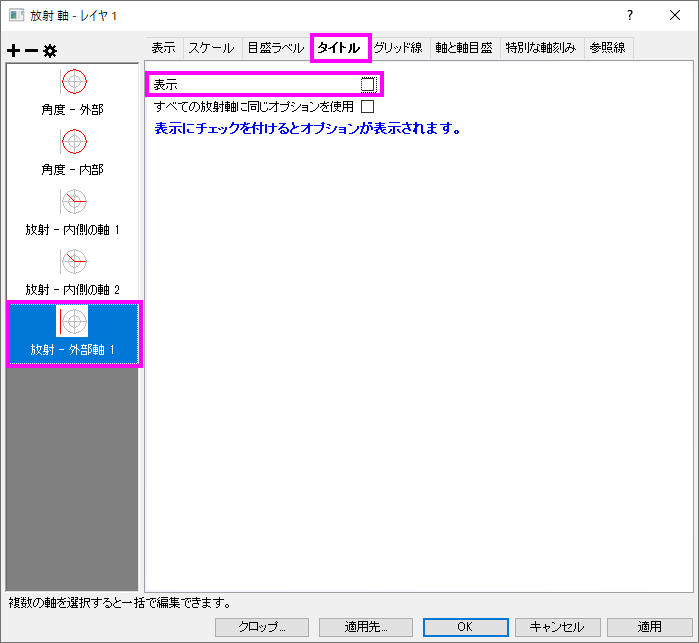 放射 軸 - レイヤ 1
?
表示 スケール 目盛ラベル タイトル グリッド線 軸と軸目盛 特別な軸刻み 参照線
角度 - 外部
角度 - 内部
放射 - 内側の軸 1
放射 - 内側の軸 2
放射 - 外部軸 1
表示
すべての放射軸に同じオプションを使用
表示にチェックを付けるとオプションが表示されます。
複数の軸を選択すると一括で編集できます。
クロップ... 適用先... OK キャンセル 適用